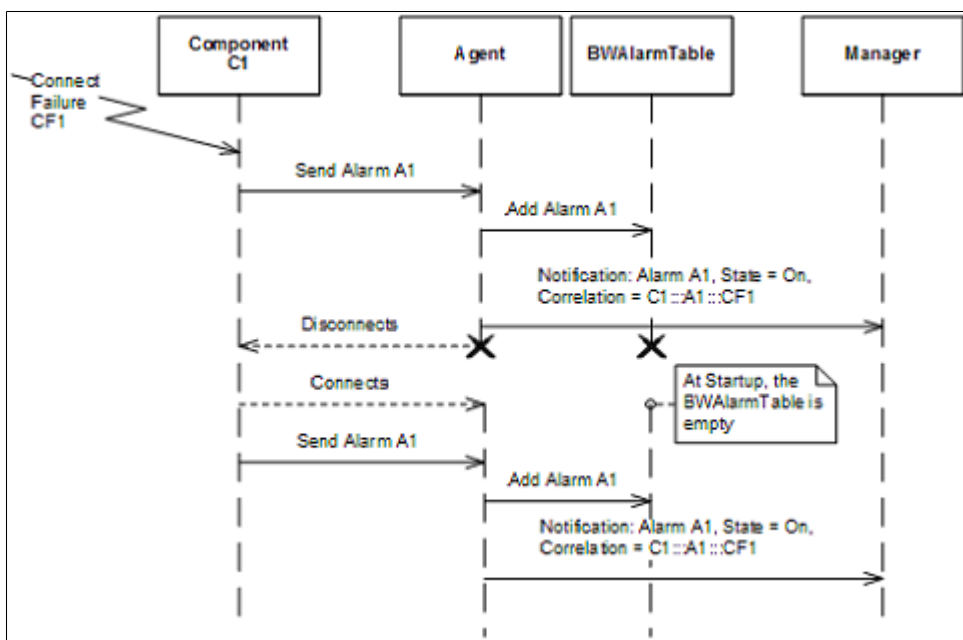 Component
C1
Agent
BWAlarmTable
Manager
Connect
Failure
CF1
Send Alarm A1
Add Alarm A1
Notification: Alarm A1, State = On,
Correlation = C1:::A1:::CF1
Disconnects
Connects
At Startup, the
BWAlarmTable is
empty
Send Alarm A1
Add Alarm A1
Notification: Alarm A1, State = On,
Correlation = C1:::A1:::CF1